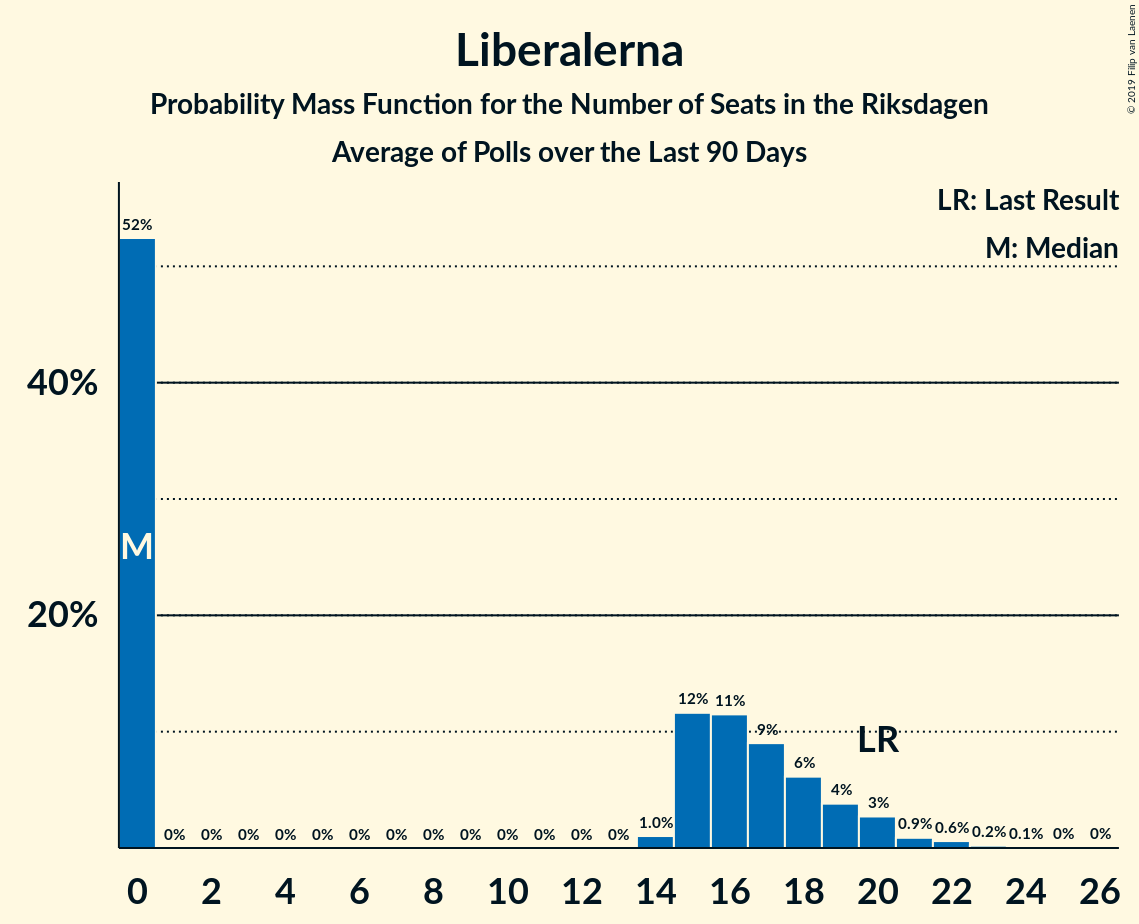 Liberalerna
Probability Mass Function for the Number of Seats in the Riksdagen
Average of Polls over the Last 90 Days
© 2019 Filip van Laenen
LR: Last Result
M: Median
52%
40%
M
20%
12% 11% 9% 6% 4% 3% 0.9% 0.6% 0.2% 0.1% 0% 0%
LR
0% 0% 0% 0% 0% 0% 0% 0% 0% 0% 0% 0% 0% 1.0%
0 2 4 6 8 10 12 14 16 18 20 22 24 26